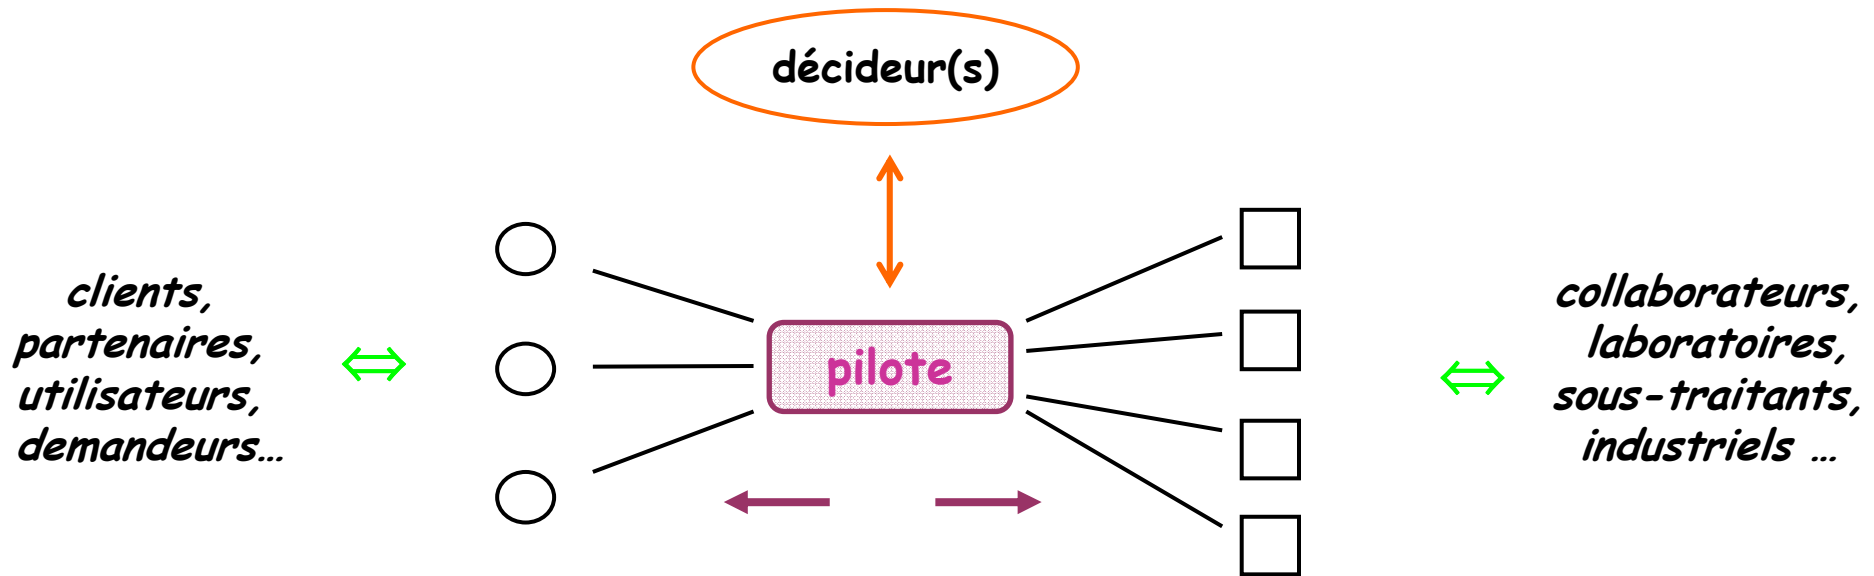 décideur(s)
clients,
partenaires,
utilisateurs,
demandeurs…
pilote
collaborateurs,
laboratoires,
sous-traitants,
industriels …